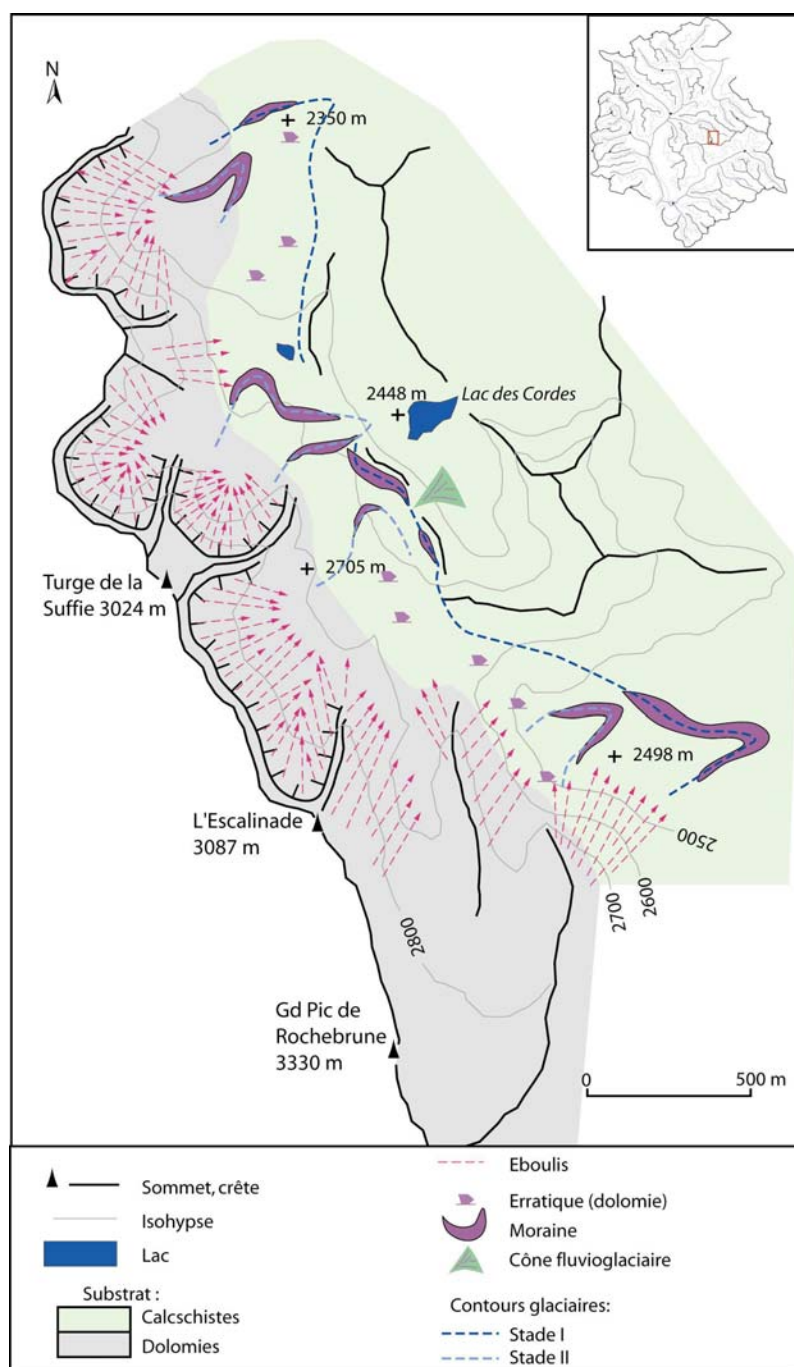 N
2350 m
2448 m
Lac des Cordes
2705 m
Turge de la
Suffie 3024 m
2498 m
L'Escalinade
3087 m
2500
2600
2700
2800
Gd Pic de
Rochebrune
3330 m
0 500 m
Sommet, crête
Isohypse
Lac
Substrat :
Calcschistes
Dolomies
Eboulis
Erratique (dolomie)
Moraine
Cône fluvioglaciaire
Contours glaciaires:
Stade I
Stade II